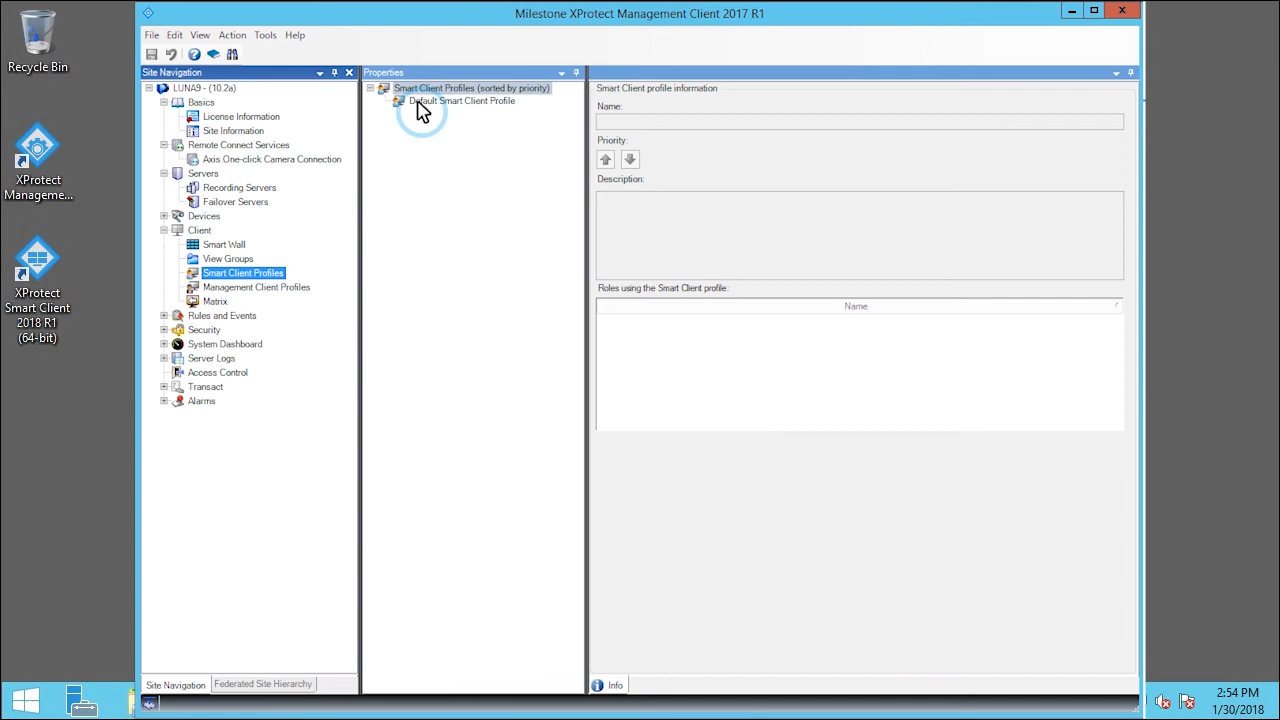 Recycle Bin
XProtect
Manageme...
XProtect
Smart Client
2018 R1
(64-bit)
Milestone XProtect Management Client 2017 R1
File Edit View Action Tools Help
Site Navigation
LUNA9 - (10.2a)
Basics
License Information
Site Information
Remote Connect Services
Axis One-click Camera Connection
Servers
Recording Servers
Failover Servers
Devices
Client
Smart Wall
View Groups
Smart Client Profiles
Management Client Profiles
Matrix
Rules and Events
Security
System Dashboard
Server Logs
Access Control
Transact
Alarms
Site Navigation
Federated Site Hierarchy
Properties
Smart Client Profiles (sorted by priority)
Default Smart Client Profile
Smart Client profile information
Name:
Priority:
Description:
Roles using the Smart Client profile:
Name
Info
2:54 PM
1/30/2018